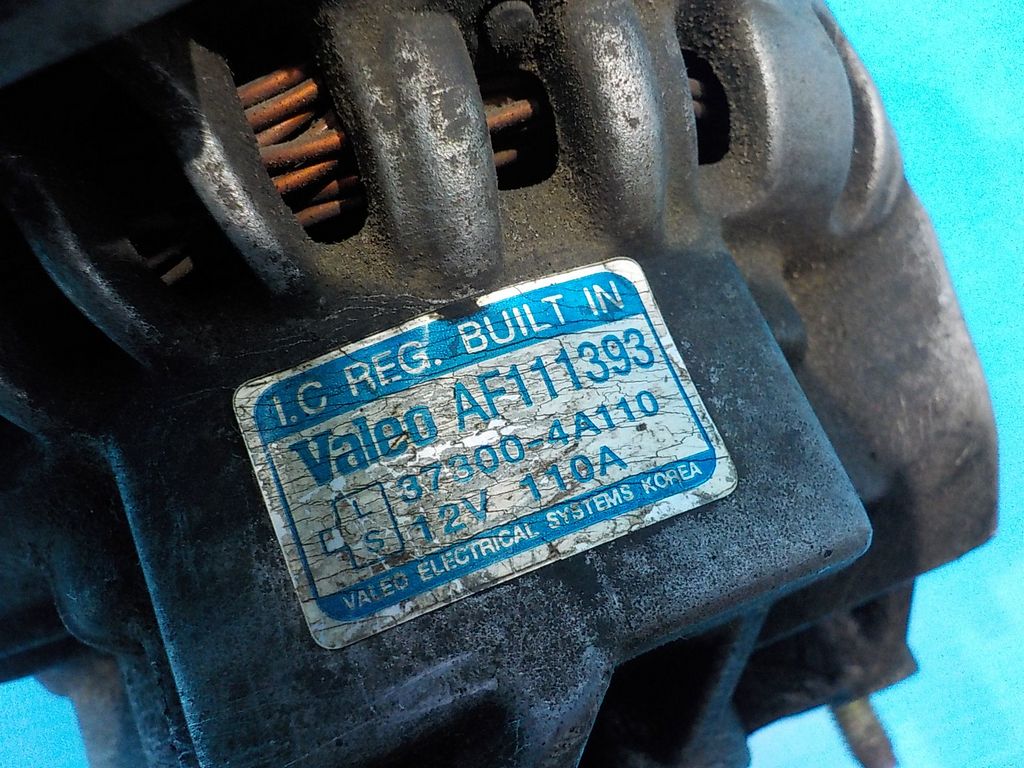 I.C REG. BUILT IN
Valeo AF111393
37300-4A110
L
S
12V 110A
VALEO ELECTRICAL SYSTEMS KOREA